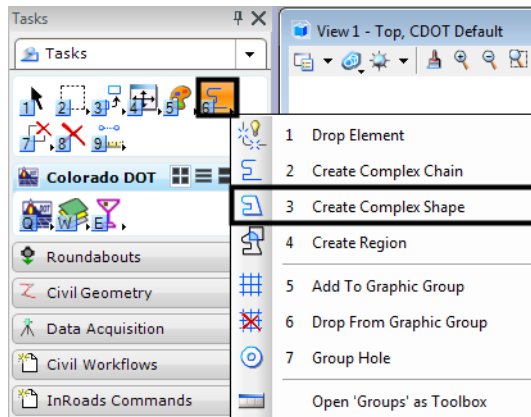 Tasks
Tasks
1 2 3 4 5 6
7 8 9
Colorado DOT
Q W E
Roundabouts
Civil Geometry
Data Acquisition
Civil Workflows
InRoads Commands
View 1 - Top, CDOT Default
1 Drop Element
2 Create Complex Chain
3 Create Complex Shape
4 Create Region
5 Add To Graphic Group
6 Drop From Graphic Group
7 Group Hole
Open 'Groups' as Toolbox